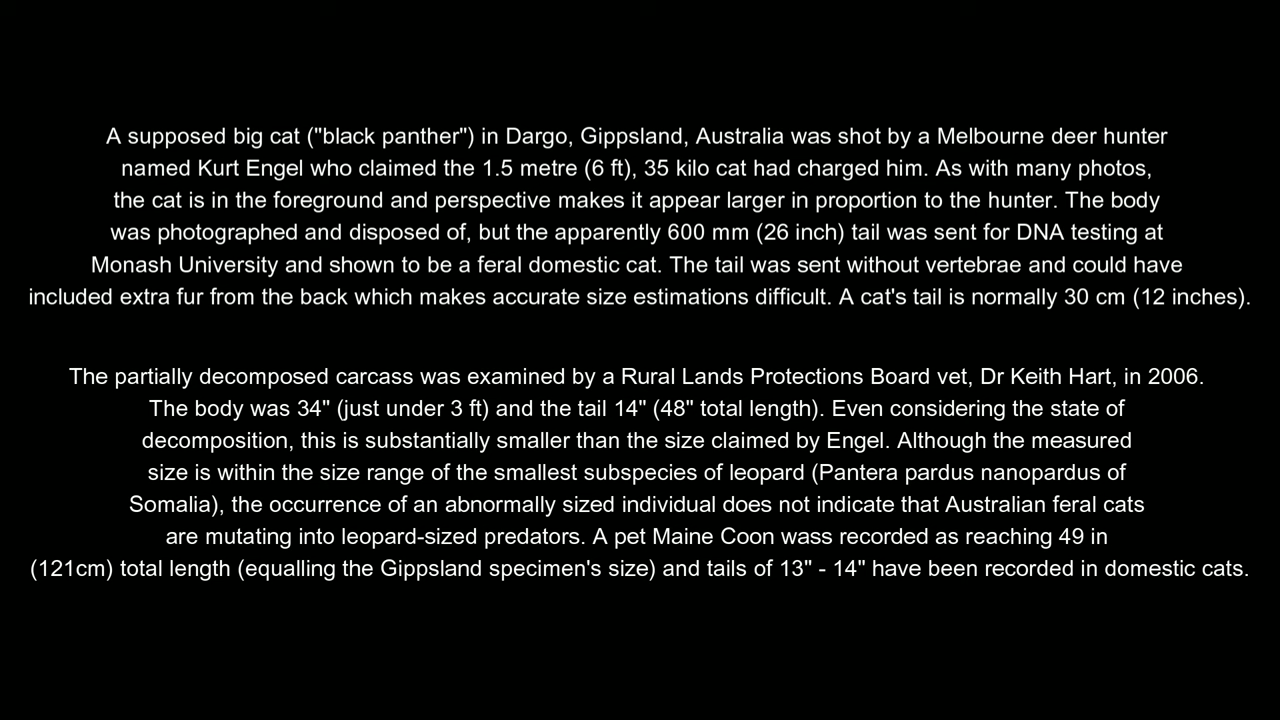 A supposed big cat ("black panther") in Dargo, Gippsland, Australia was shot by a Melbourne deer hunter
named Kurt Engel who claimed the 1.5 metre (6 ft), 35 kilo cat had charged him. As with many photos,
the cat is in the foreground and perspective makes it appear larger in proportion to the hunter. The body
was photographed and disposed of, but the apparently 600 mm (26 inch) tail was sent for DNA testing at
Monash University and shown to be a feral domestic cat. The tail was sent without vertebrae and could have
included extra fur from the back which makes accurate size estimations difficult. A cat's tail is normally 30 cm (12 inches).
The partially decomposed carcass was examined by a Rural Lands Protections Board vet, Dr Keith Hart, in 2006.
The body was 34" (just under 3 ft) and the tail 14" (48" total length). Even considering the state of
decomposition, this is substantially smaller than the size claimed by Engel. Although the measured
size is within the size range of the smallest subspecies of leopard (Pantera pardus nanopardus of
Somalia), the occurrence of an abnormally sized individual does not indicate that Australian feral cats
are mutating into leopard-sized predators. A pet Maine Coon wass recorded as reaching 49 in
(121cm) total length (equalling the Gippsland specimen's size) and tails of 13" - 14" have been recorded in domestic cats.